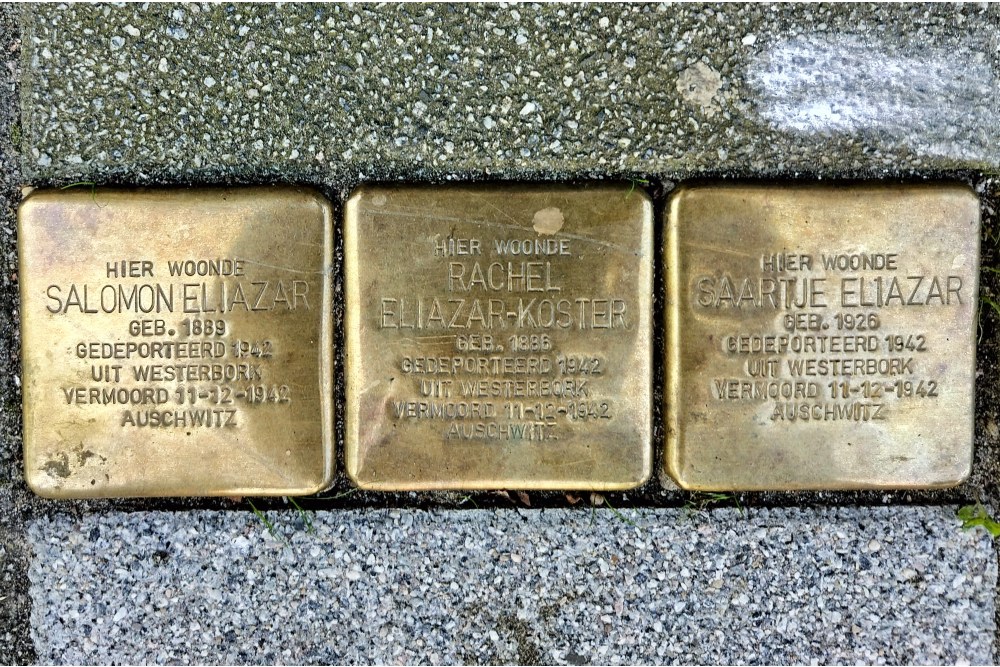 HIER WOONDE
SALOMON ELIAZAR
GEB. 1889
GEDEPORTEERD 1942
UIT WESTERBORK
VERMOORD 11-12-1942
AUSCHWITZ
HIER WOONDE
RACHEL
ELIAZAR-KOSTER
GEB. 1886
GEDEPORTEERD 1942
UIT WESTERBORK
VERMOORD 11-12-1942
AUSCHWITZ
HIER WOONDE
SAARTJE ELIAZAR
GEB. 1926
GEDEPORTEERD 1942
UIT WESTERBORK
VERMOORD 11-12-1942
AUSCHWITZ